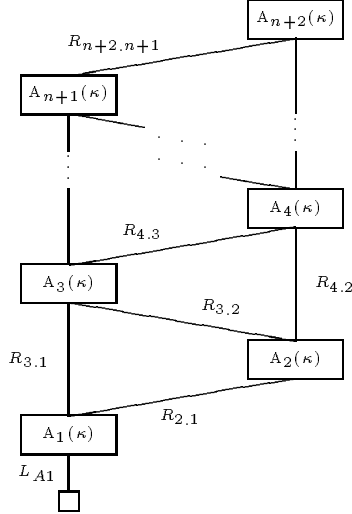 A_{n+2}(κ)
R_{n+2.n+1}
A_{n+1}(κ)
A_4(κ)
R_{4.3}
A_3(κ)
R_{4.2}
R_{3.2}
R_{3.1}
A_2(κ)
R_{2.1}
A_1(κ)
L_{A1}